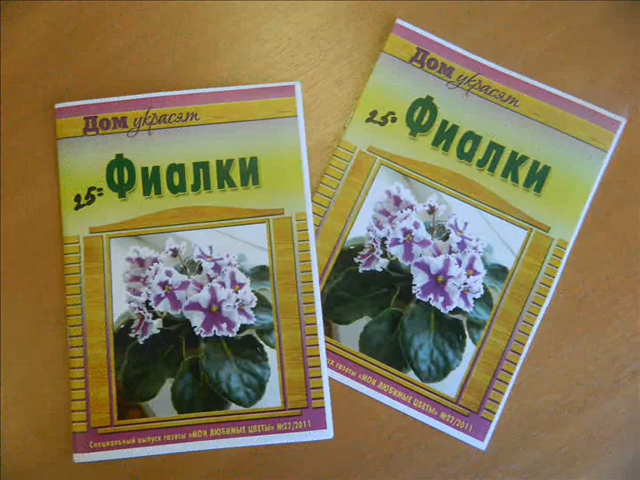 Дом украсят
25=
Фиалки
Специальный выпуск газеты «МОИ ЛЮБИМЫЕ ЦВЕТЫ» №27/2011
Дом украсят
25=
Фиалки
газеты «МОИ ЛЮБИМЫЕ ЦВЕТЫ» №27/2011